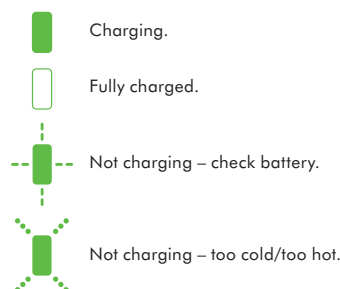 Charging.
Fully charged.
Not charging – check battery.
Not charging – too cold/too hot.